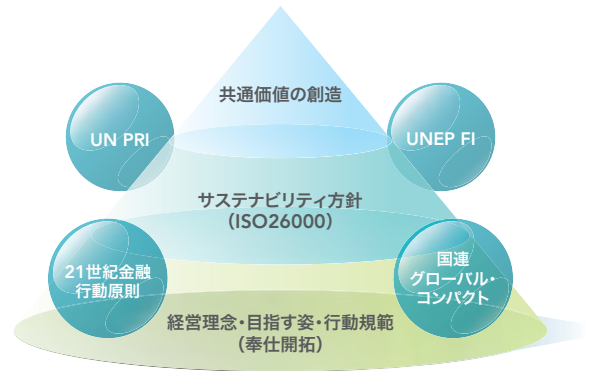 共通価値の創造
UN PRI
UNEP FI
サステナビリティ方針
（ISO26000）
21世紀金融
行動原則
国連
グローバル・
コンパクト
経営理念・目指す姿・行動規範
（奉仕開拓）